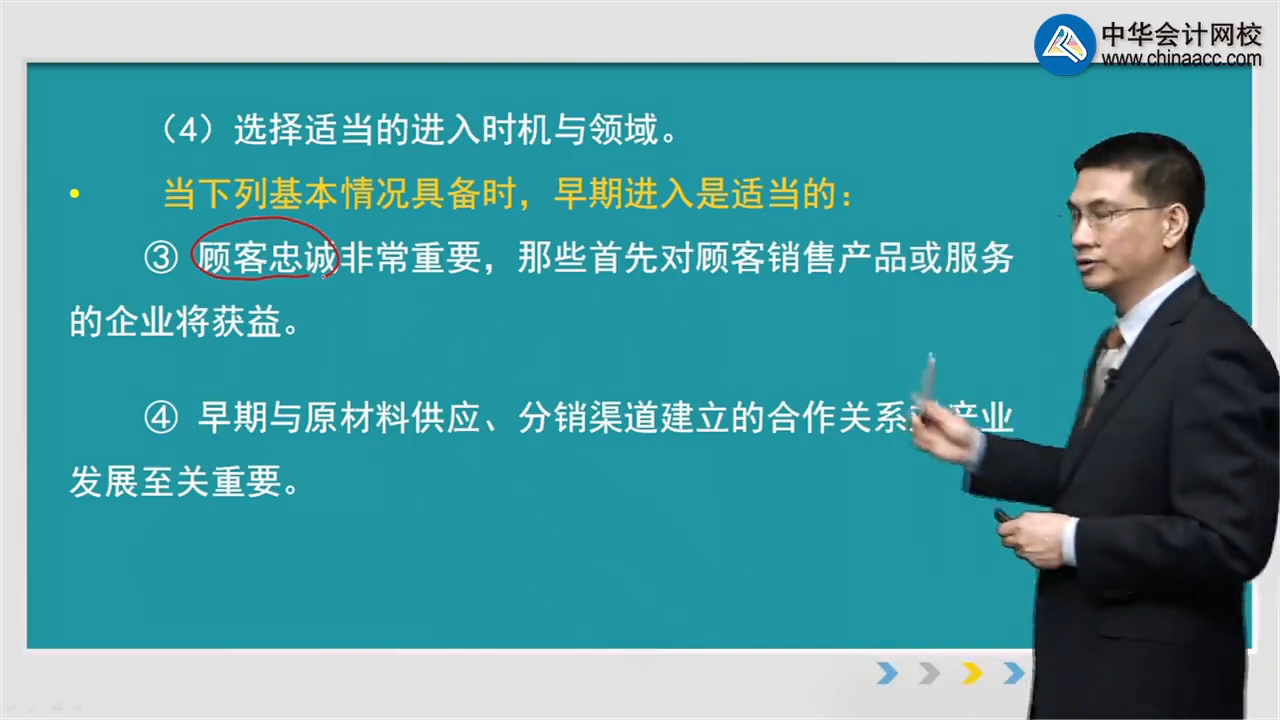 中华会计网校
www.chinaacc.com
（4）选择适当的进入时机与领域。
• 当下列基本情况具备时，早期进入是适当的：
③ 顾客忠诚非常重要，那些首先对顾客销售产品或服务
的企业将获益。
④ 早期与原材料供应、分销渠道建立的合作关系 产业
发展至关重要。